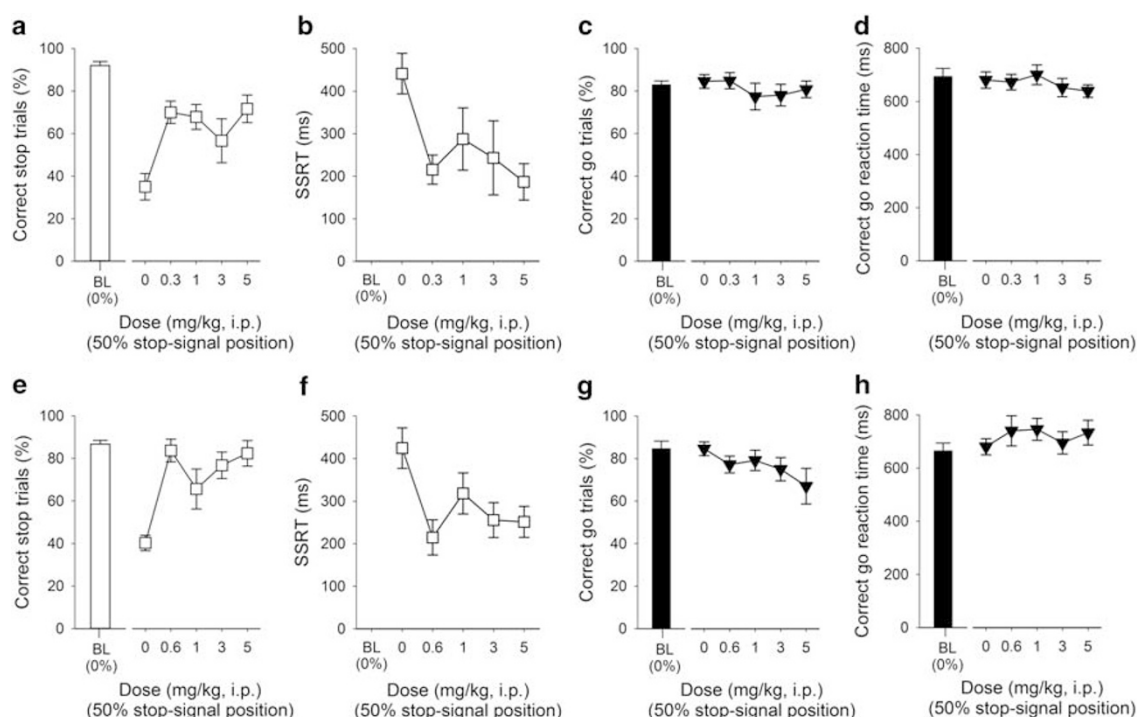 a
b
c
d
Correct stop trials (%)
100
80
60
40
20
0
BL
(0%)
0 0.3 1 3 5
Dose (mg/kg, i.p.)
(50% stop-signal position)
SSRT (ms)
500
400
300
200
100
0
BL
(0%)
0 0.3 1 3 5
Dose (mg/kg, i.p.)
(50% stop-signal position)
Correct go trials (%)
100
80
60
40
20
0
BL
(0%)
0 0.3 1 3 5
Dose (mg/kg, i.p.)
(50% stop-signal position)
Correct go reaction time (ms)
800
600
400
200
0
BL
(0%)
0 0.3 1 3 5
Dose (mg/kg, i.p.)
(50% stop-signal position)
e
f
g
h
Correct stop trials (%)
100
80
60
40
20
0
BL
(0%)
0 0.6 1 3 5
Dose (mg/kg, i.p.)
(50% stop-signal position)
SSRT (ms)
500
400
300
200
100
0
BL
(0%)
0 0.6 1 3 5
Dose (mg/kg, i.p.)
(50% stop-signal position)
Correct go trials (%)
100
80
60
40
20
0
BL
(0%)
0 0.6 1 3 5
Dose (mg/kg, i.p.)
(50% stop-signal position)
Correct go reaction time (ms)
800
600
400
200
0
BL
(0%)
0 0.6 1 3 5
Dose (mg/kg, i.p.)
(50% stop-signal position)